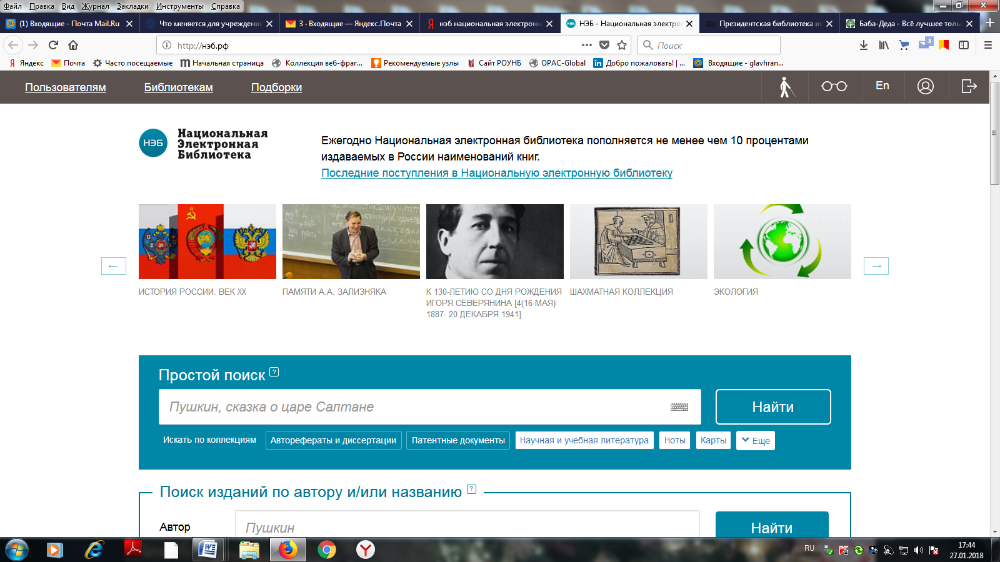 Файл Правка Вид Журнал Закладки Инструменты Справка
(1) Входящие - Почта Mail.Ru
Что меняется для учреждени
3 · Входящие — Яндекс.Почта
нэб национальная электронн
НЭБ - Национальная электро
Президентская библиотека и
Баба-Деда - Всё лучшее толь
http://нэб.рф
Поиск
3
Яндекс
Почта
Часто посещаемые
Начальная страница
Коллекция веб-фраг...
Рекомендуемые узлы
Сайт РОУНБ
OPAC-Global
Добро пожаловать! | ...
Входящие - glavhran...
Пользователям Библиотекам Подборки En
НЭБ
Национальная
Электронная
Библиотека
Ежегодно Национальная электронная библиотека пополняется не менее чем 10 процентами
издаваемых в России наименований книг.
Последние поступления в Национальную электронную библиотеку
ИСТОРИЯ РОССИИ. ВЕК XX
ПАМЯТИ А.А. ЗАЛИЗНЯКА
К 130-ЛЕТИЮ СО ДНЯ РОЖДЕНИЯ
ИГОРЯ СЕВЕРЯНИНА [4(16 МАЯ)
1887- 20 ДЕКАБРЯ 1941]
ШАХМАТНАЯ КОЛЛЕКЦИЯ
ЭКОЛОГИЯ
Простой поиск ?
Пушкин, сказка о царе Салтане
Найти
Искать по коллекциям Авторефераты и диссертации Патентные документы Научная и учебная литература Ноты Карты Еще
Поиск изданий по автору и/или названию ?
Автор
Пушкин
Найти
RU
17:44
27.01.2018